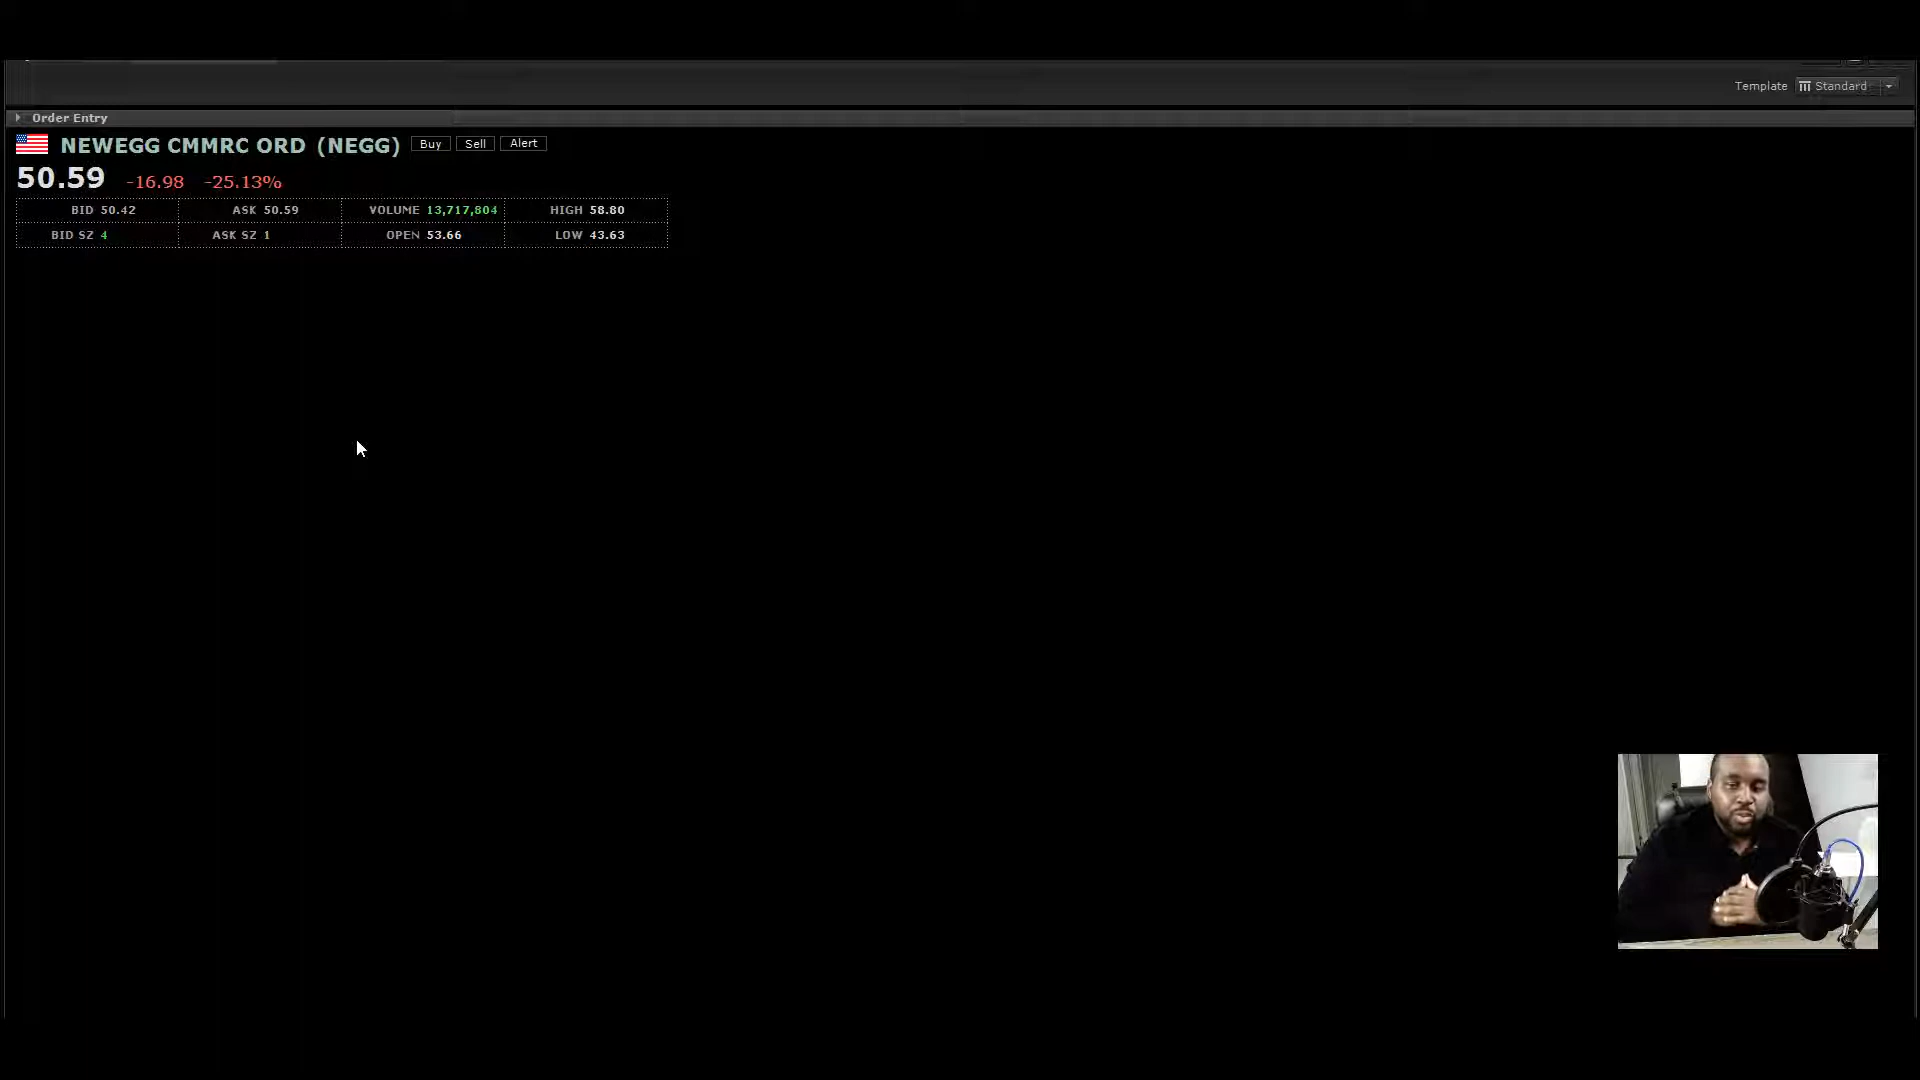 Template Standard
Order Entry
NEWEGG CMMRC ORD (NEGG) Buy Sell Alert
50.59 -16.98 -25.13%
BID 50.42 ASK 50.59 VOLUME 13,717,804 HIGH 58.80
BID SZ 4 ASK SZ 1 OPEN 53.66 LOW 43.63